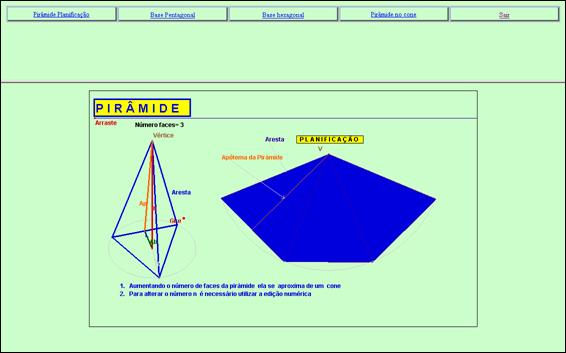 Pirâmide Planificação
Base Pentagonal
Base hexagonal
Pirâmide no cone
Sair
PIRÂMIDE
Arraste
Número faces= 3
Vértice
Aresta
PLANIFICAÇÃO
V
Apótema da Pirâmide
Aresta
Ap
1. Aumentando o número de faces da pirâmide ela se aproxima de um cone
2. Para alterar o número n é necessário utilizar a edição numérica